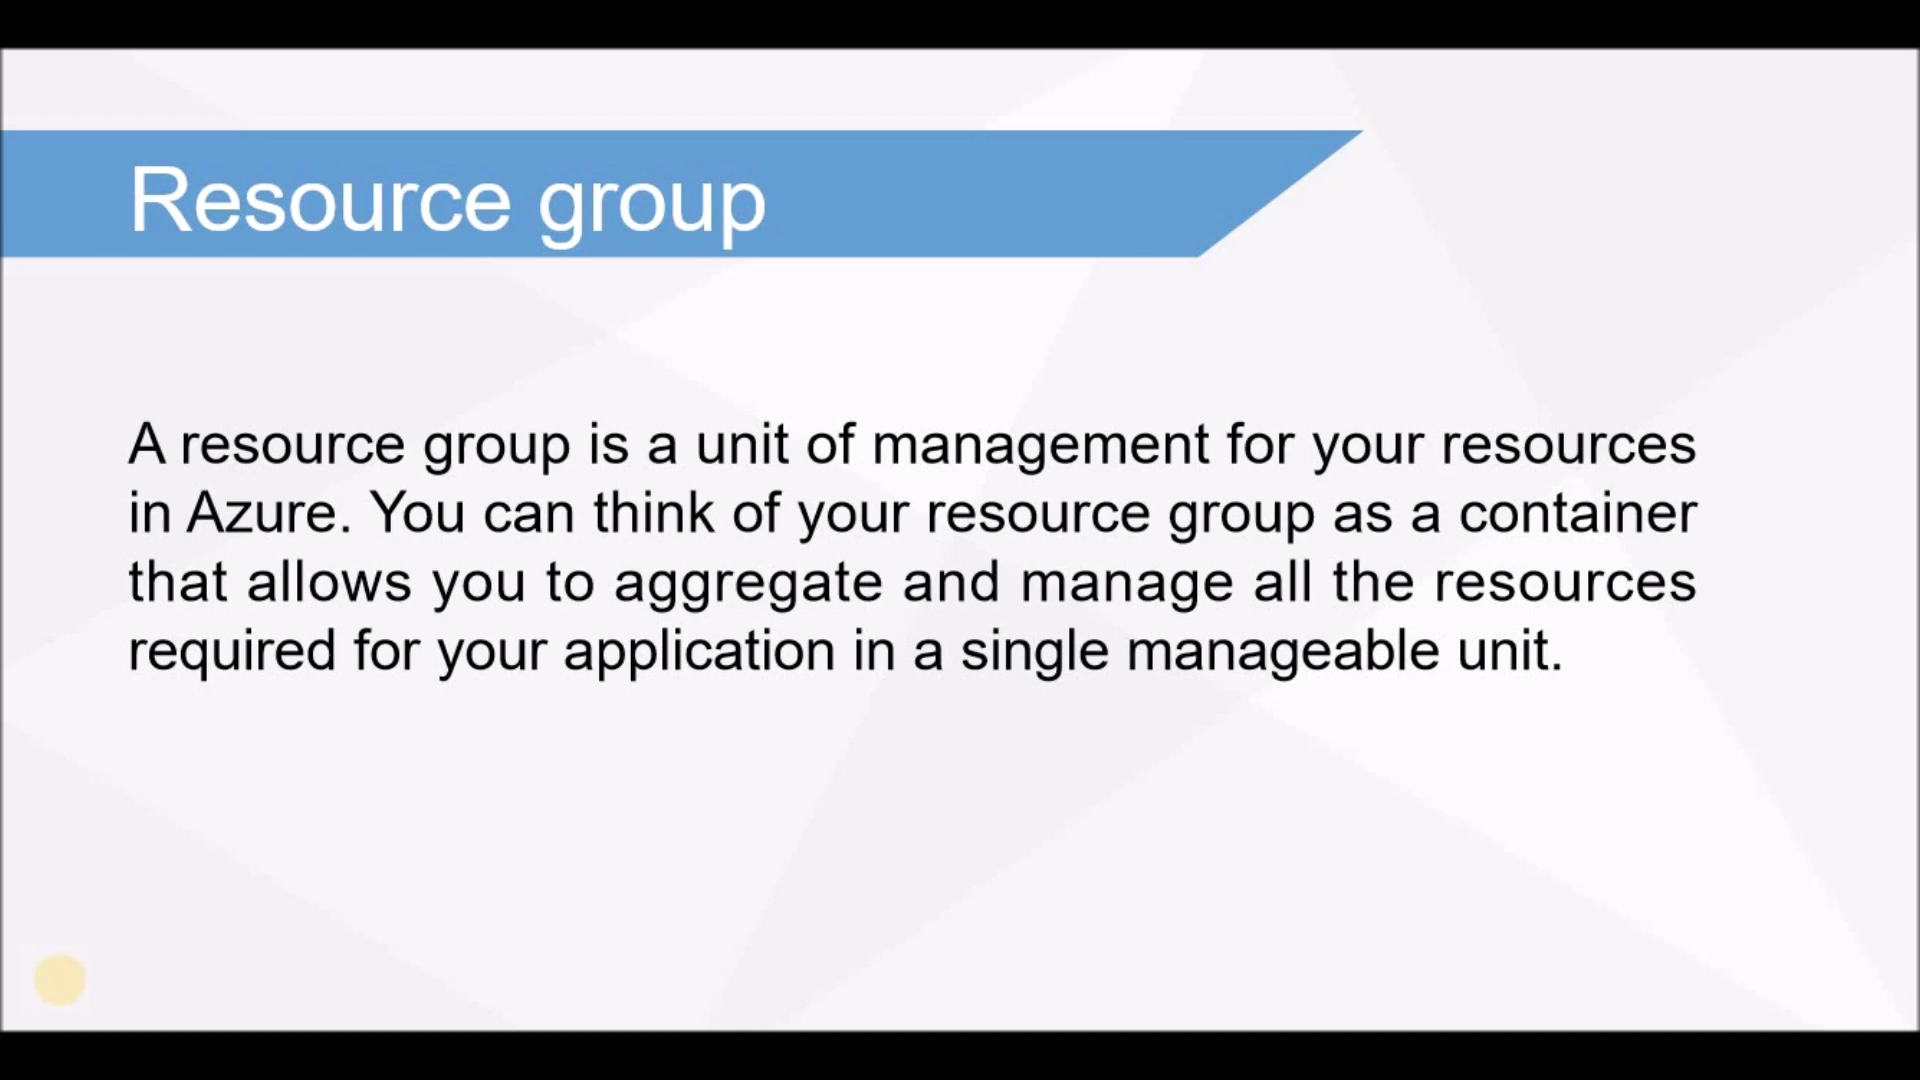 Resource group
A resource group is a unit of management for your resources
in Azure. You can think of your resource group as a container
that allows you to aggregate and manage all the resources
required for your application in a single manageable unit.